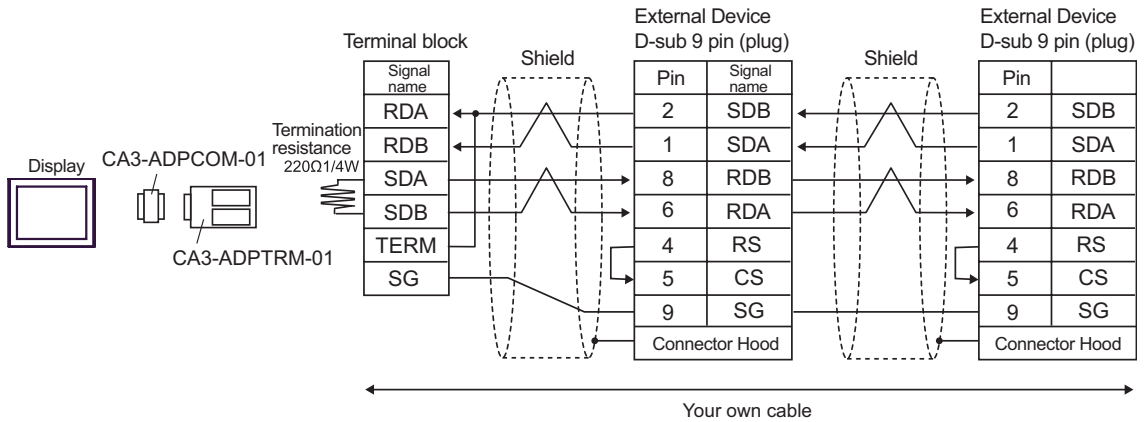 Display
CA3-ADPCOM-01
CA3-ADPTRM-01
Termination
resistance
220Ω1/4W
Terminal block
Signal
name
RDA
RDB
SDA
SDB
TERM
SG
Shield
External Device
D-sub 9 pin (plug)
Pin Signal
name
2 SDB
1 SDA
8 RDB
6 RDA
4 RS
5 CS
9 SG
Connector Hood
Shield
External Device
D-sub 9 pin (plug)
Pin
2 SDB
1 SDA
8 RDB
6 RDA
4 RS
5 CS
9 SG
Connector Hood
Your own cable